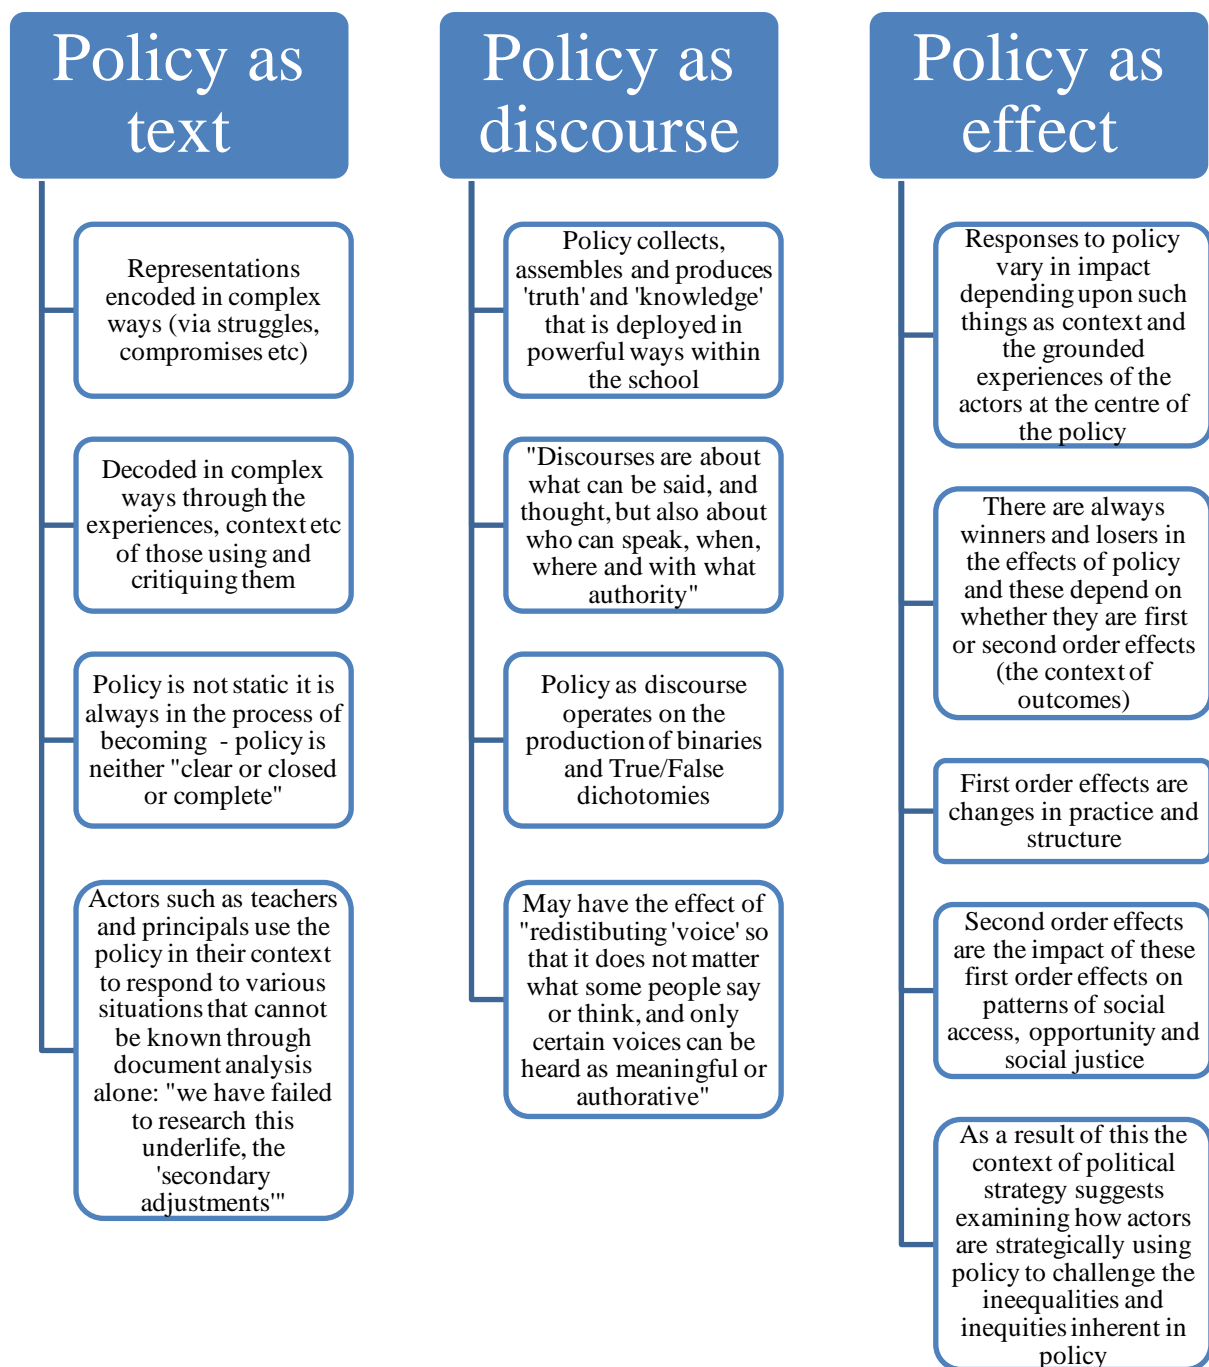 Policy as
text
Representations
encoded in complex
ways (via struggles,
compromises etc)
Decoded in complex
ways through the
experiences, context etc
of those using and
critiquing them
Policy is not static it is
always in the process of
becoming - policy is
neither "clear or closed
or complete"
Actors such as teachers
and principals use the
policy in their context
to respond to various
situations that cannot
be known through
document analysis
alone: "we have failed
to research this
underlife, the
'secondary
adjustments'"
Policy as
discourse
Policy collects,
assembles and produces
'truth' and 'knowledge'
that is deployed in
powerful ways within
the school
"Discourses are about
what can be said, and
thought, but also about
who can speak, when,
where and with what
authority"
Policy as discourse
operates on the
production of binaries
and True/False
dichotomies
May have the effect of
"redistibuting 'voice' so
that it does not matter
what some people say
or think, and only
certain voices can be
heard as meaningful or
authorative"
Policy as
effect
Responses to policy
vary in impact
depending upon such
things as context and
the grounded
experiences of the
actors at the centre of
the policy
There are always
winners and losers in
the effects of policy
and these depend on
whether they are first
or second order effects
(the context of
outcomes)
First order effects are
changes in practice and
structure
Second order effects
are the impact of these
first order effects on
patterns of social
access, opportunity and
social justice
As a result of this the
context of political
strategy suggests
examining how actors
are strategically using
policy to challenge the
ineequalities and
inequities inherent in
policy